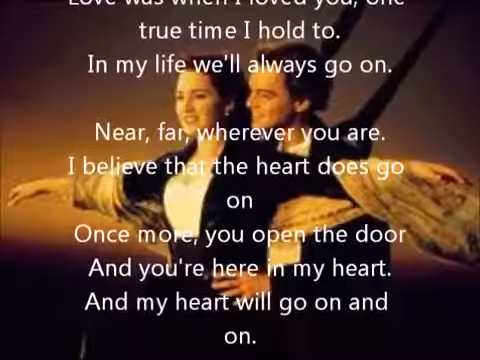 Love was when I loved you, one
true time I hold to.
In my life we'll always go on.
Near, far, wherever you are.
I believe that the heart does go
on
Once more, you open the door
And you're here in my heart.
And my heart will go on and
on.